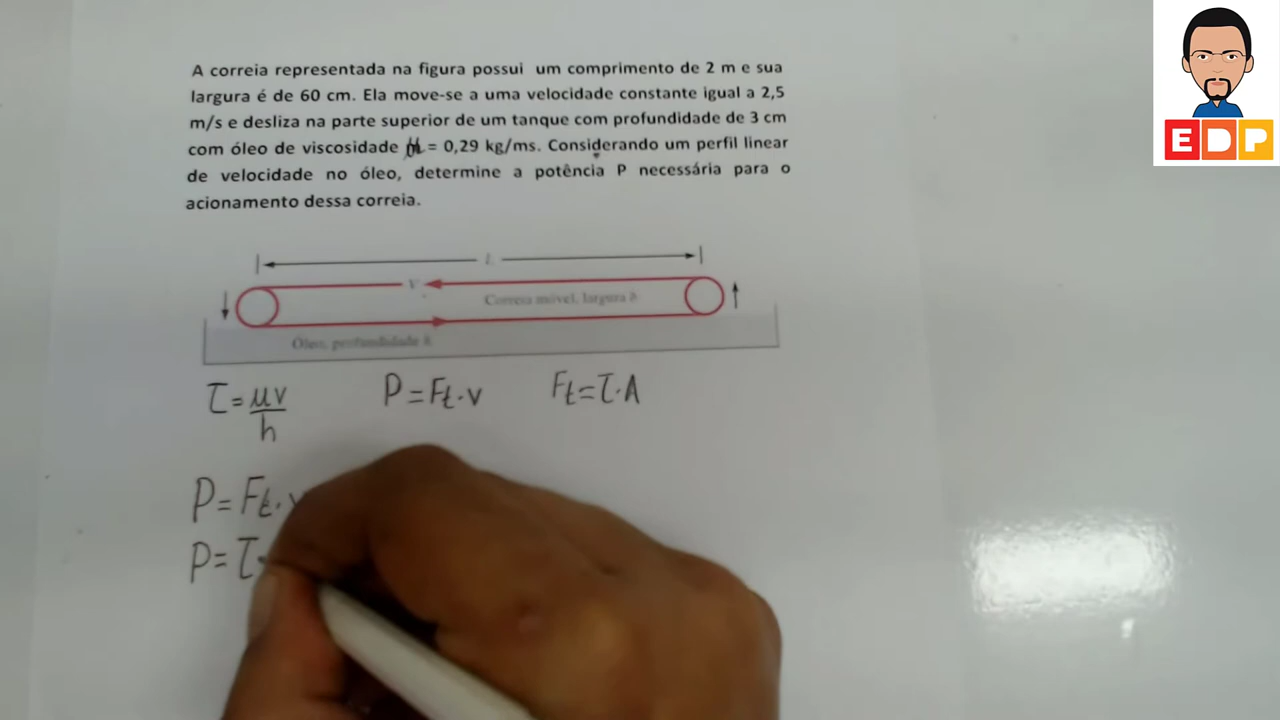 A correia representada na figura possui um comprimento de 2 m e sua
largura é de 60 cm. Ela move-se a uma velocidade constante igual a 2,5
m/s e desliza na parte superior de um tanque com profundidade de 3 cm
com óleo de viscosidade μ = 0,29 kg/ms. Considerando um perfil linear
de velocidade no óleo, determine a potência P necessária para o
acionamento dessa correia.
L
V
Correia móvel, largura b
Óleo, profundidade h
τ = μv/h
P = Ft · v
Ft = τ · A
P = Ft · v
P = τ ·
EDP